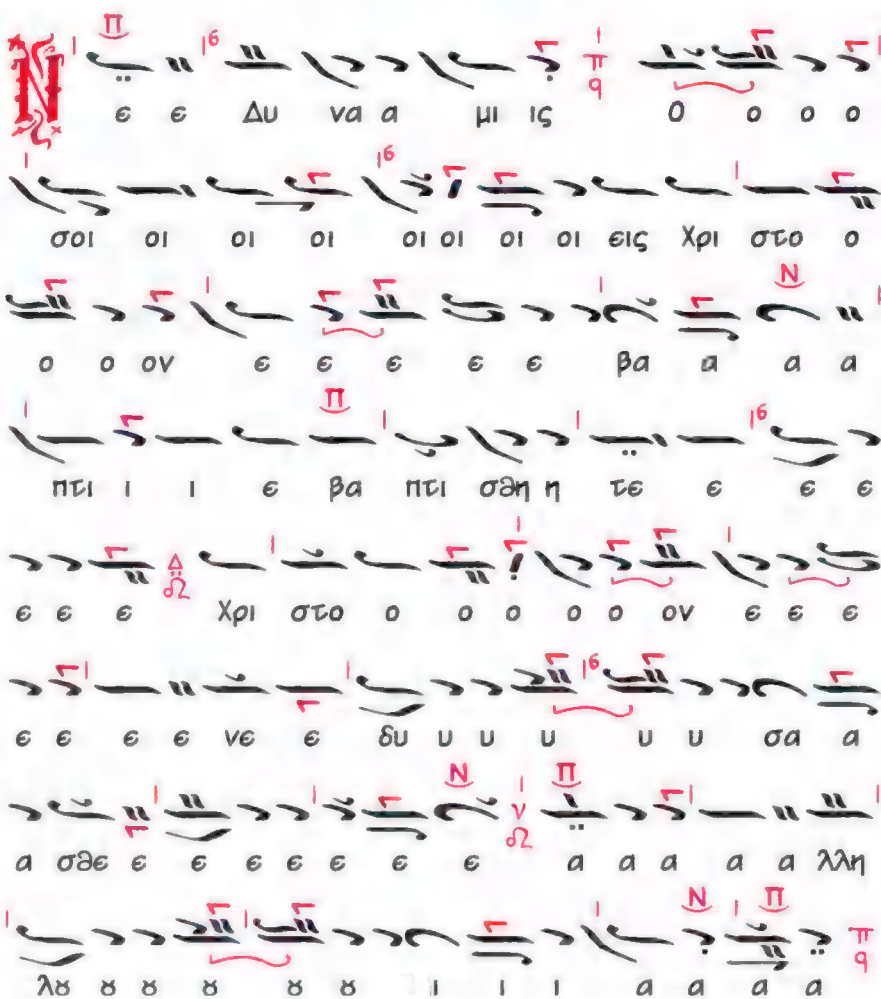 Ν ε ε Δυ να α μι ις Ο ο ο ο
σοι οι οι οι οι οι οι οι εις Χρι στο ο
ο ο ον ε ε ε ε ε βα α α α
πτι ι ι ε βα πτι σθη η τε ε ε ε
ε ε ε Χρι στο ο ο ο ο ο ον ε ε ε
ε ε ε ε νε ε δυ υ υ υ υ υ σα α
α σθε ε ε ε ε ε ε ε α α α α α λλη
λȣ ȣ ȣ ȣ ȣ ȣ ι ι ι α α α α